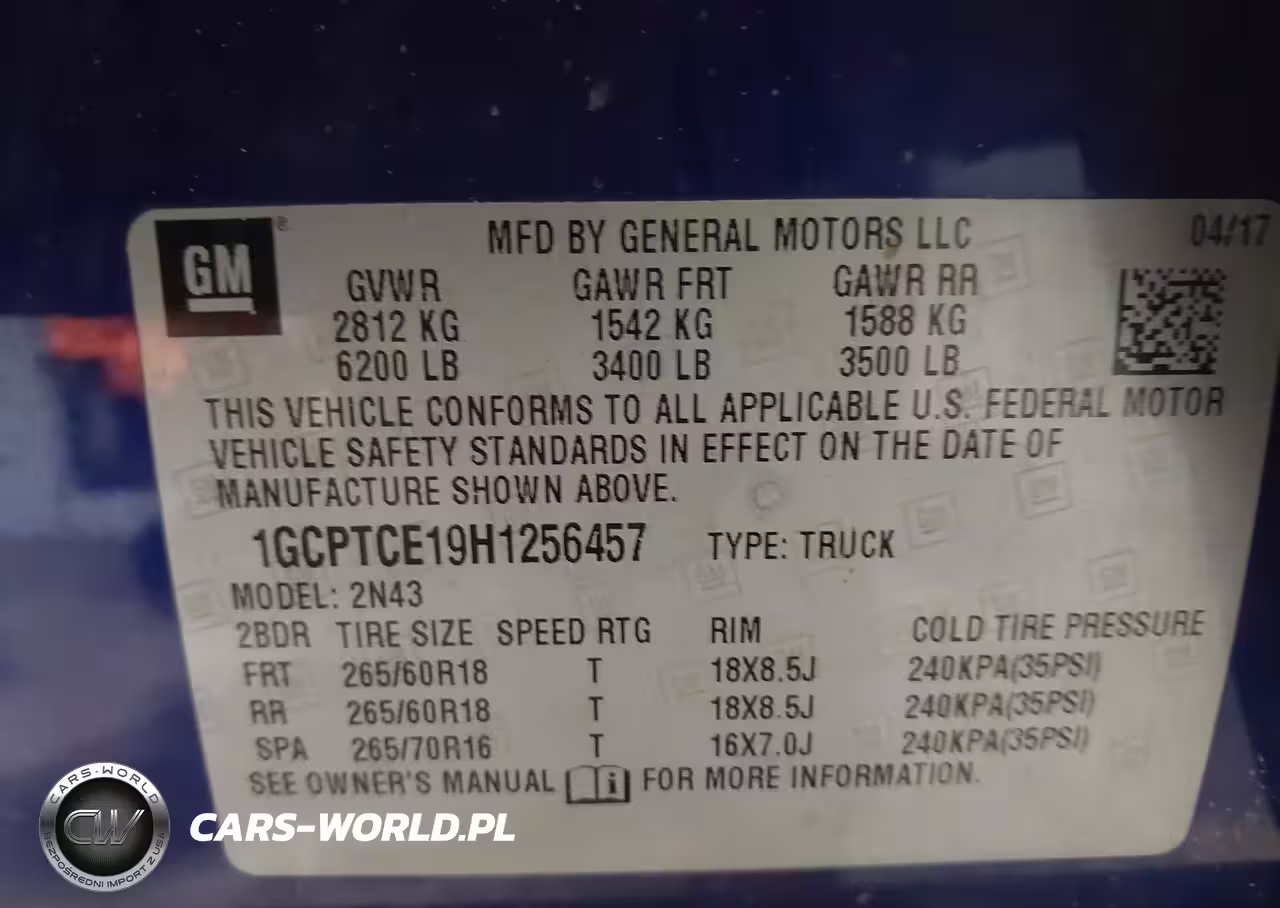 GM ® MFD BY GENERAL MOTORS LLC 04/17
GVWR GAWR FRT GAWR RR
2812 KG 1542 KG 1588 KG
6200 LB 3400 LB 3500 LB
THIS VEHICLE CONFORMS TO ALL APPLICABLE U.S. FEDERAL MOTOR
VEHICLE SAFETY STANDARDS IN EFFECT ON THE DATE OF
MANUFACTURE SHOWN ABOVE.
1GCPTCE19H1256457 TYPE: TRUCK
MODEL: 2N43
2BDR TIRE SIZE SPEED RTG RIM COLD TIRE PRESSURE
FRT 265/60R18 T 18X8.5J 240KPA(35PSI)
RR 265/60R18 T 18X8.5J 240KPA(35PSI)
SPA 265/70R16 T 16X7.0J 240KPA(35PSI)
SEE OWNER'S MANUAL i FOR MORE INFORMATION.
CARS-WORLD
CW
BEZPOŚREDNI IMPORT Z USA
CARS-WORLD.PL